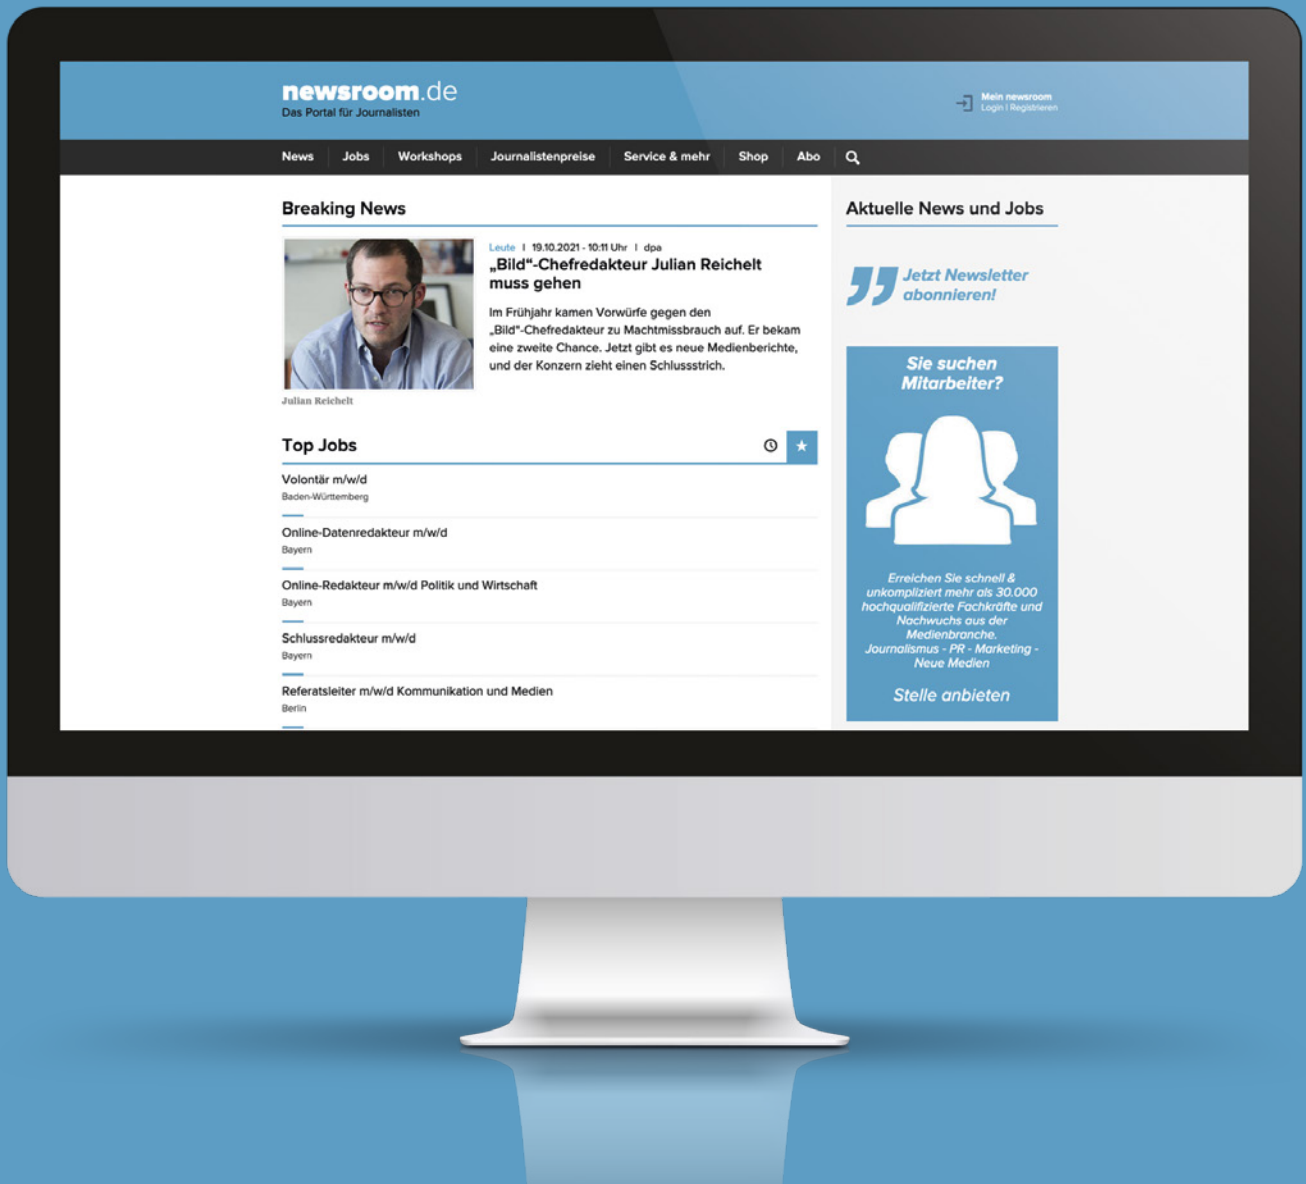 newsroom.de
Das Portal für Journalisten
Mein newsroom
Login | Registrieren
News
Jobs
Workshops
Journalistenpreise
Service & mehr
Shop
Abo
Breaking News
Leute | 19.10.2021 - 10:11 Uhr | dpa
„Bild“-Chefredakteur Julian Reichelt
muss gehen
Im Frühjahr kamen Vorwürfe gegen den
„Bild“-Chefredakteur zu Machtmissbrauch auf. Er bekam
eine zweite Chance. Jetzt gibt es neue Medienberichte,
und der Konzern zieht einen Schlussstrich.
Julian Reichelt
Top Jobs
Volontär m/w/d
Baden-Württemberg
Online-Datenredakteur m/w/d
Bayern
Online-Redakteur m/w/d Politik und Wirtschaft
Bayern
Schlussredakteur m/w/d
Bayern
Referatsleiter m/w/d Kommunikation und Medien
Berlin
Aktuelle News und Jobs
Jetzt Newsletter
abonnieren!
Sie suchen
Mitarbeiter?
Erreichen Sie schnell &
unkompliziert mehr als 30.000
hochqualifizierte Fachkräfte und
Nachwuchs aus der
Medienbranche.
Journalismus - PR - Marketing -
Neue Medien
Stelle anbieten